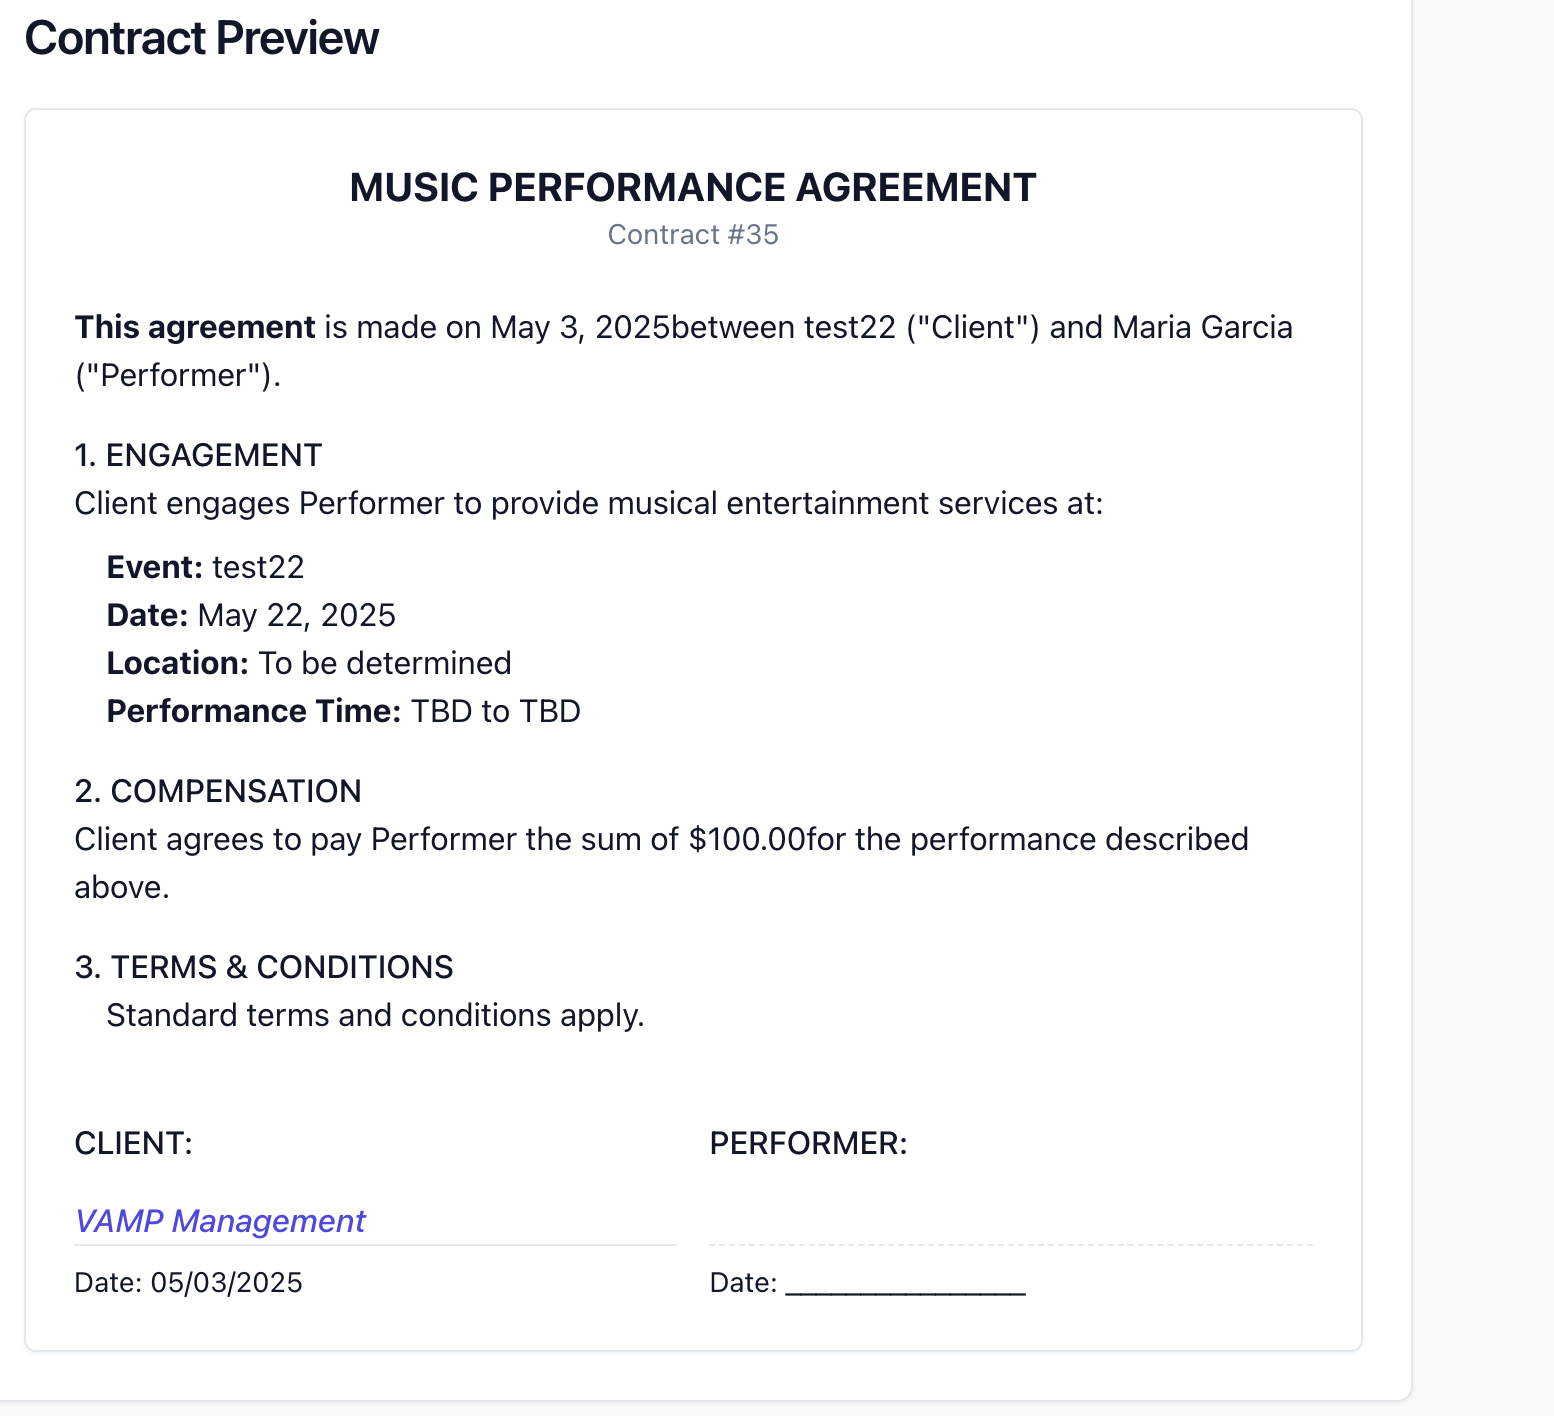 Contract Preview
MUSIC PERFORMANCE AGREEMENT
Contract #35
This agreement is made on May 3, 2025between test22 ("Client") and Maria Garcia
("Performer").
1. ENGAGEMENT
Client engages Performer to provide musical entertainment services at:
Event: test22
Date: May 22, 2025
Location: To be determined
Performance Time: TBD to TBD
2. COMPENSATION
Client agrees to pay Performer the sum of $100.00for the performance described
above.
3. TERMS & CONDITIONS
Standard terms and conditions apply.
CLIENT:
PERFORMER:
VAMP Management
Date: 05/03/2025
Date: ________________